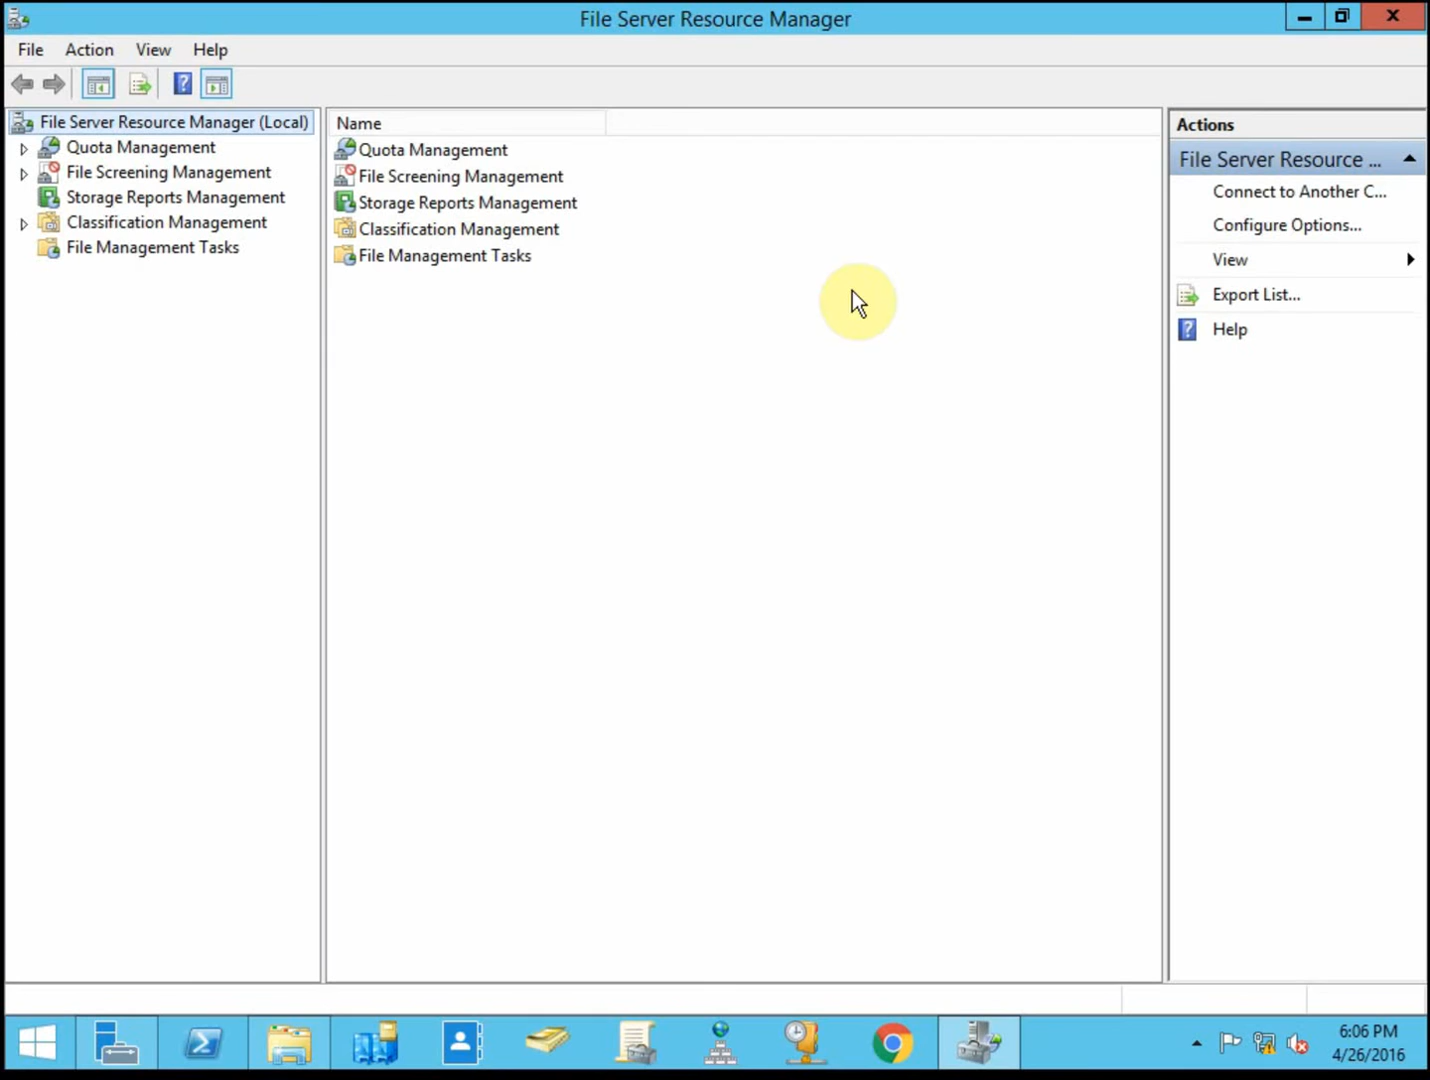 File Server Resource Manager
File Action View Help
File Server Resource Manager (Local)
Quota Management
File Screening Management
Storage Reports Management
Classification Management
File Management Tasks
Name
Quota Management
File Screening Management
Storage Reports Management
Classification Management
File Management Tasks
Actions
File Server Resource ...
Connect to Another C...
Configure Options...
View
Export List...
Help
6:06 PM
4/26/2016